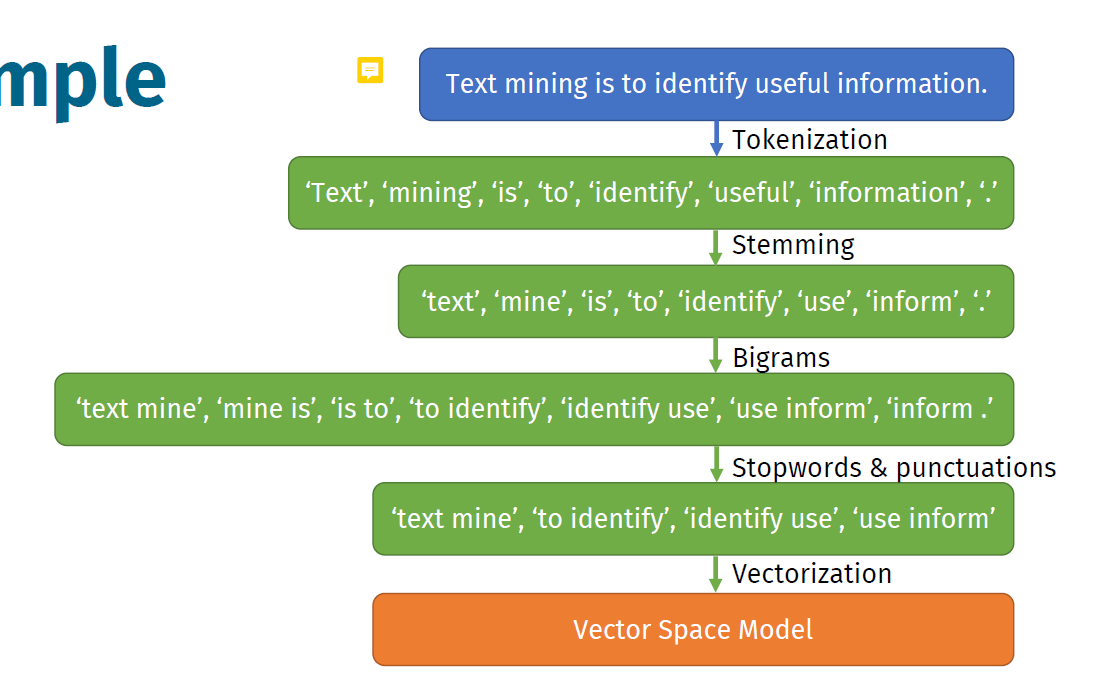 mple
Text mining is to identify useful information.
Tokenization
‘Text’, ‘mining’, ‘is’, ‘to’, ‘identify’, ‘useful’, ‘information’, ‘.’
Stemming
‘text’, ‘mine’, ‘is’, ‘to’, ‘identify’, ‘use’, ‘inform’, ‘.’
Bigrams
‘text mine’, ‘mine is’, ‘is to’, ‘to identify’, ‘identify use’, ‘use inform’, ‘inform .’
Stopwords & punctuations
‘text mine’, ‘to identify’, ‘identify use’, ‘use inform’
Vectorization
Vector Space Model